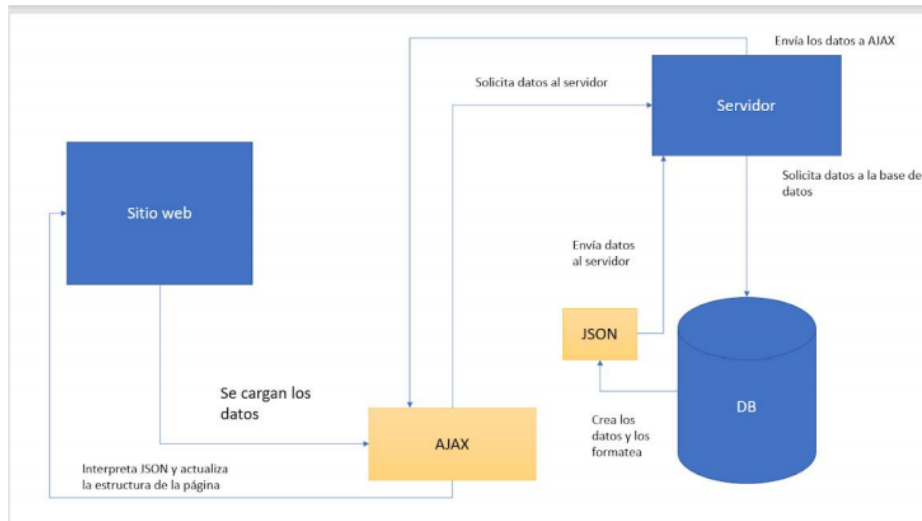 Envía los datos a AJAX
Solicita datos al servidor
Servidor
Solicita datos a la base de
datos
Sitio web
Envía datos
al servidor
JSON
DB
Se cargan los
datos
AJAX
Crea los
datos y los
formatea
Interpreta JSON y actualiza
la estructura de la página